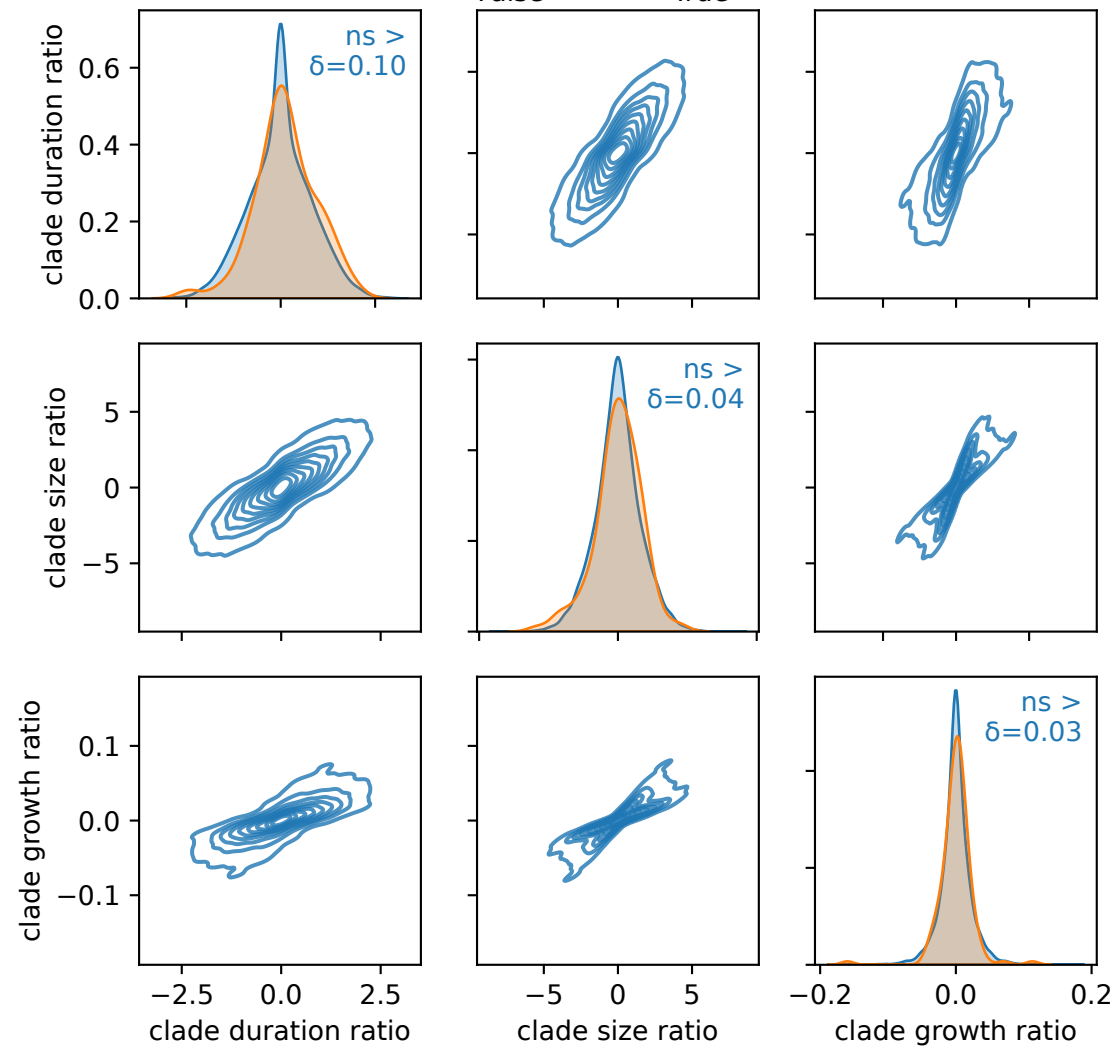 clade duration ratio
0.6
0.4
0.2
0.0
ns >
δ=0.10
clade size ratio
5
0
−5
ns >
δ=0.04
clade growth ratio
0.1
0.0
−0.1
ns >
δ=0.03
−2.5 0.0 2.5
−5 0 5
−0.2 0.0 0.2
clade duration ratio
clade size ratio
clade growth ratio